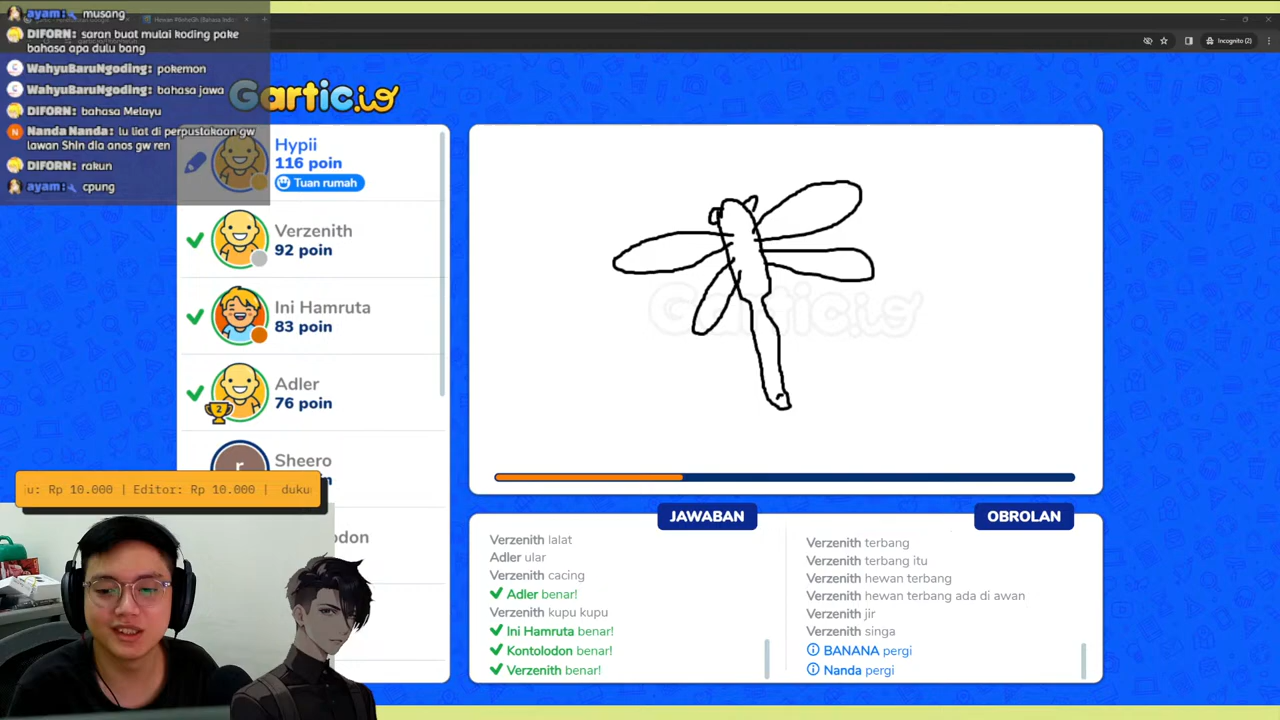 ayam: musang
DIFORN: saran buat mulai koding pake
bahasa apa dulu bang
WahyuBaruNgoding: pokemon
WahyuBaruNgoding: bahasa jawa
DIFORN: bahasa Melayu
Nanda Nanda: lu liat di perpustakaan gw
lawan Shin dla anos gw ren
DIFORN: rakun
ayam: cpung
Incognito (2)
Gartic.io
Hypii
116 poin
Tuan rumah
Verzenith
92 poin
Ini Hamruta
83 poin
Adler
76 poin
2
Sheero
r
u: Rp 10.000 | Editor: Rp 10.000 | duku
Gartic.io
JAWABAN
Verzenith lalat
Adler ular
Verzenith cacing
Adler benar!
Verzenith kupu kupu
Ini Hamruta benar!
Kontolodon benar!
Verzenith benar!
OBROLAN
Verzenith terbang
Verzenith terbang itu
Verzenith hewan terbang
Verzenith hewan terbang ada di awan
Verzenith jir
Verzenith singa
BANANA pergi
Nanda pergi